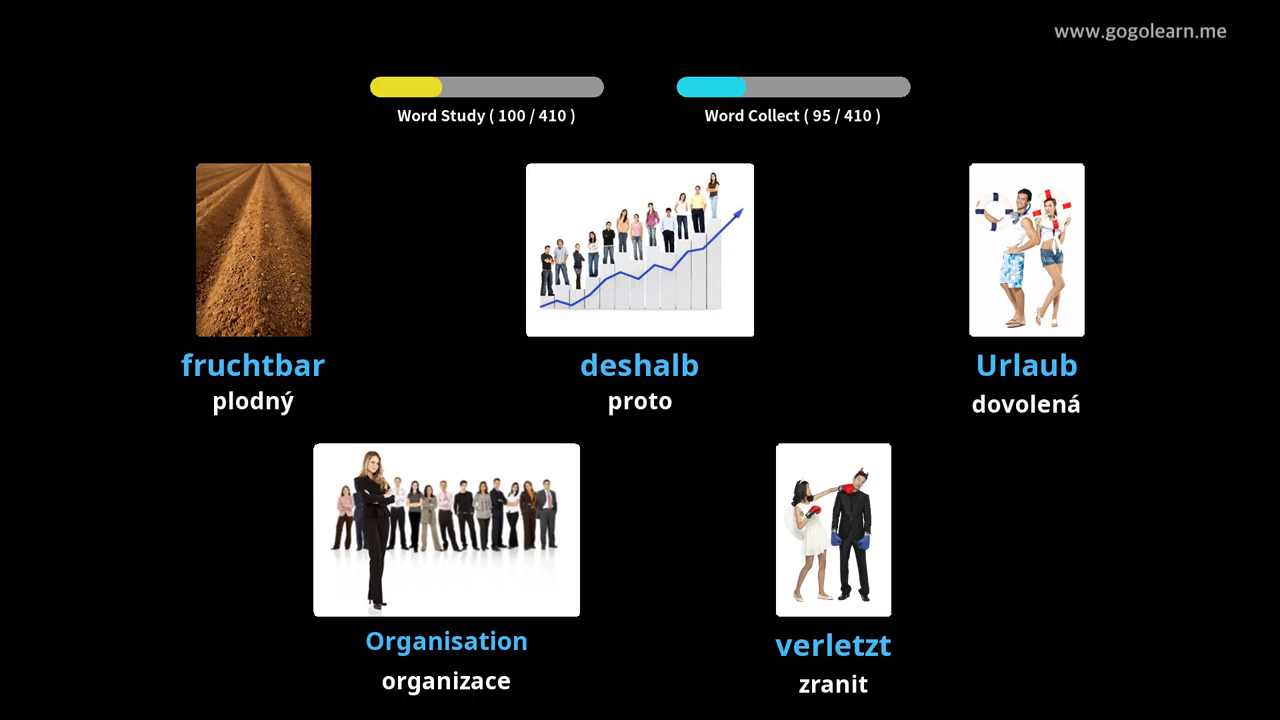 www.gogolearn.me
Word Study ( 100 / 410 )
Word Collect ( 95 / 410 )
fruchtbar
plodný
deshalb
proto
Urlaub
dovolená
Organisation
organizace
verletzt
zranit